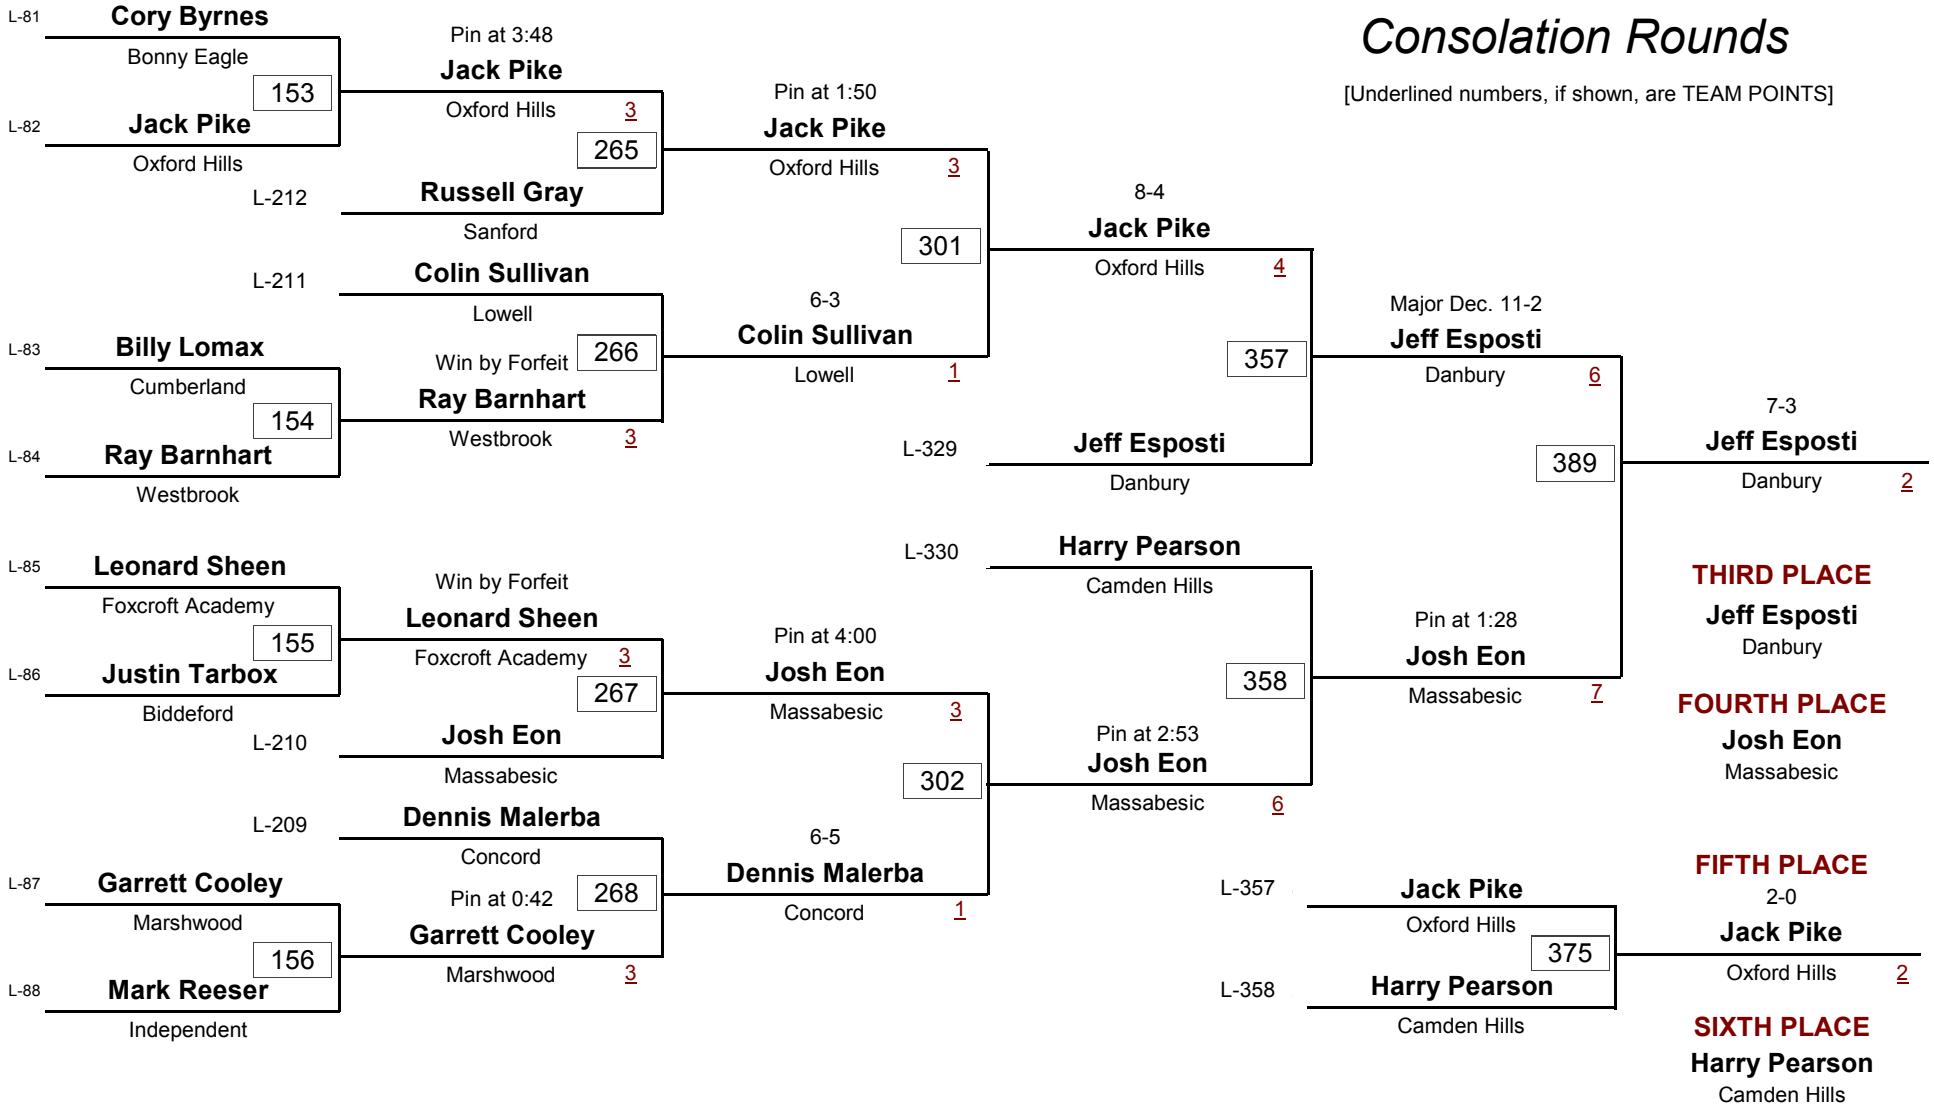 Consolation Rounds
[Underlined numbers, if shown, are TEAM POINTS]
L-81
Cory Byrnes
Bonny Eagle
153
L-82
Jack Pike
Oxford Hills
L-83
Billy Lomax
Cumberland
154
L-84
Ray Barnhart
Westbrook
L-85
Leonard Sheen
Foxcroft Academy
155
L-86
Justin Tarbox
Biddeford
L-87
Garrett Cooley
Marshwood
156
L-88
Mark Reeser
Independent
Pin at 3:48
Jack Pike
Oxford Hills 3
265
L-212
Russell Gray
Sanford
L-211
Colin Sullivan
Lowell
266
Win by Forfeit
Ray Barnhart
Westbrook 3
Win by Forfeit
Leonard Sheen
Foxcroft Academy 3
267
L-210
Josh Eon
Massabesic
L-209
Dennis Malerba
Concord
268
Pin at 0:42
Garrett Cooley
Marshwood 3
Pin at 1:50
Jack Pike
Oxford Hills 3
301
6-3
Colin Sullivan
Lowell 1
Pin at 4:00
Josh Eon
Massabesic 3
302
6-5
Dennis Malerba
Concord 1
8-4
Jack Pike
Oxford Hills 4
357
L-329
Jeff Esposti
Danbury
L-330
Harry Pearson
Camden Hills
358
Pin at 2:53
Josh Eon
Massabesic 6
Major Dec. 11-2
Jeff Esposti
Danbury 6
389
Pin at 1:28
Josh Eon
Massabesic 7
7-3
Jeff Esposti
Danbury 2
THIRD PLACE
Jeff Esposti
Danbury
FOURTH PLACE
Josh Eon
Massabesic
L-357
Jack Pike
Oxford Hills
375
L-358
Harry Pearson
Camden Hills
FIFTH PLACE
2-0
Jack Pike
Oxford Hills 2
SIXTH PLACE
Harry Pearson
Camden Hills